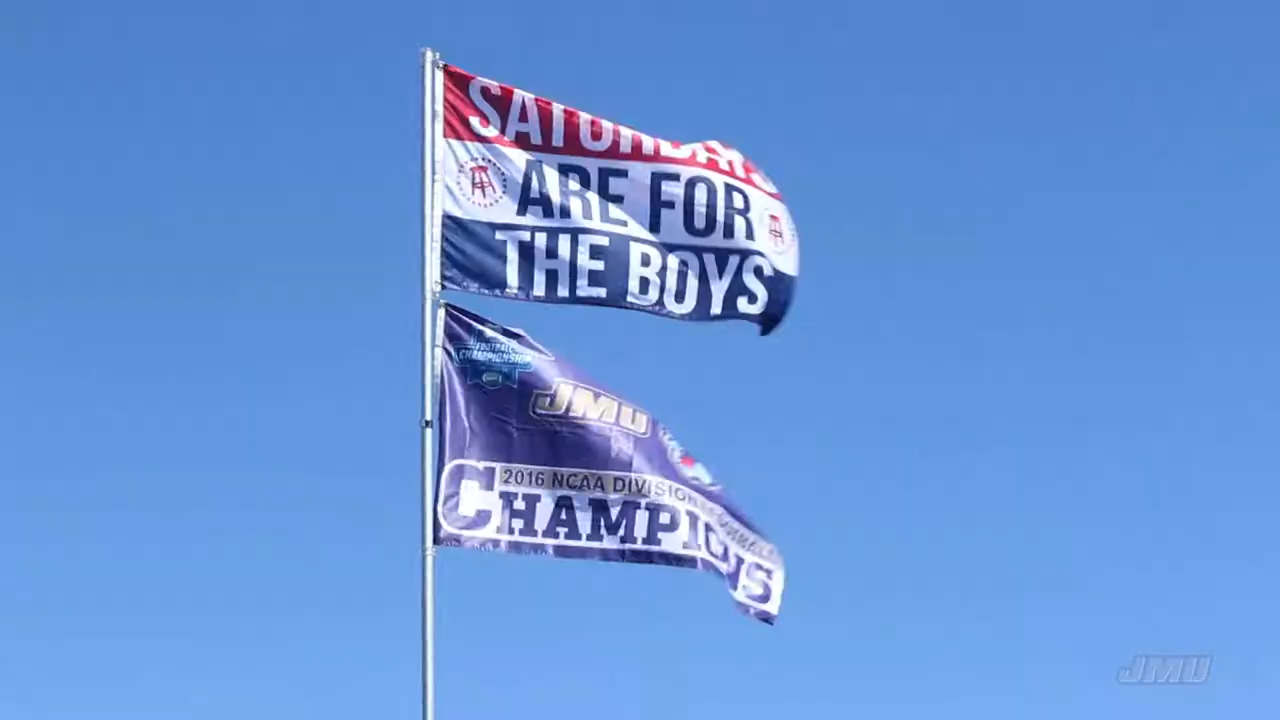 SATURDAYS
ARE FOR
THE BOYS
FOOTBALL
CHAMPIONSHIP
JMU
2016 NCAA DIVISION
CHAMPIONS
JMU